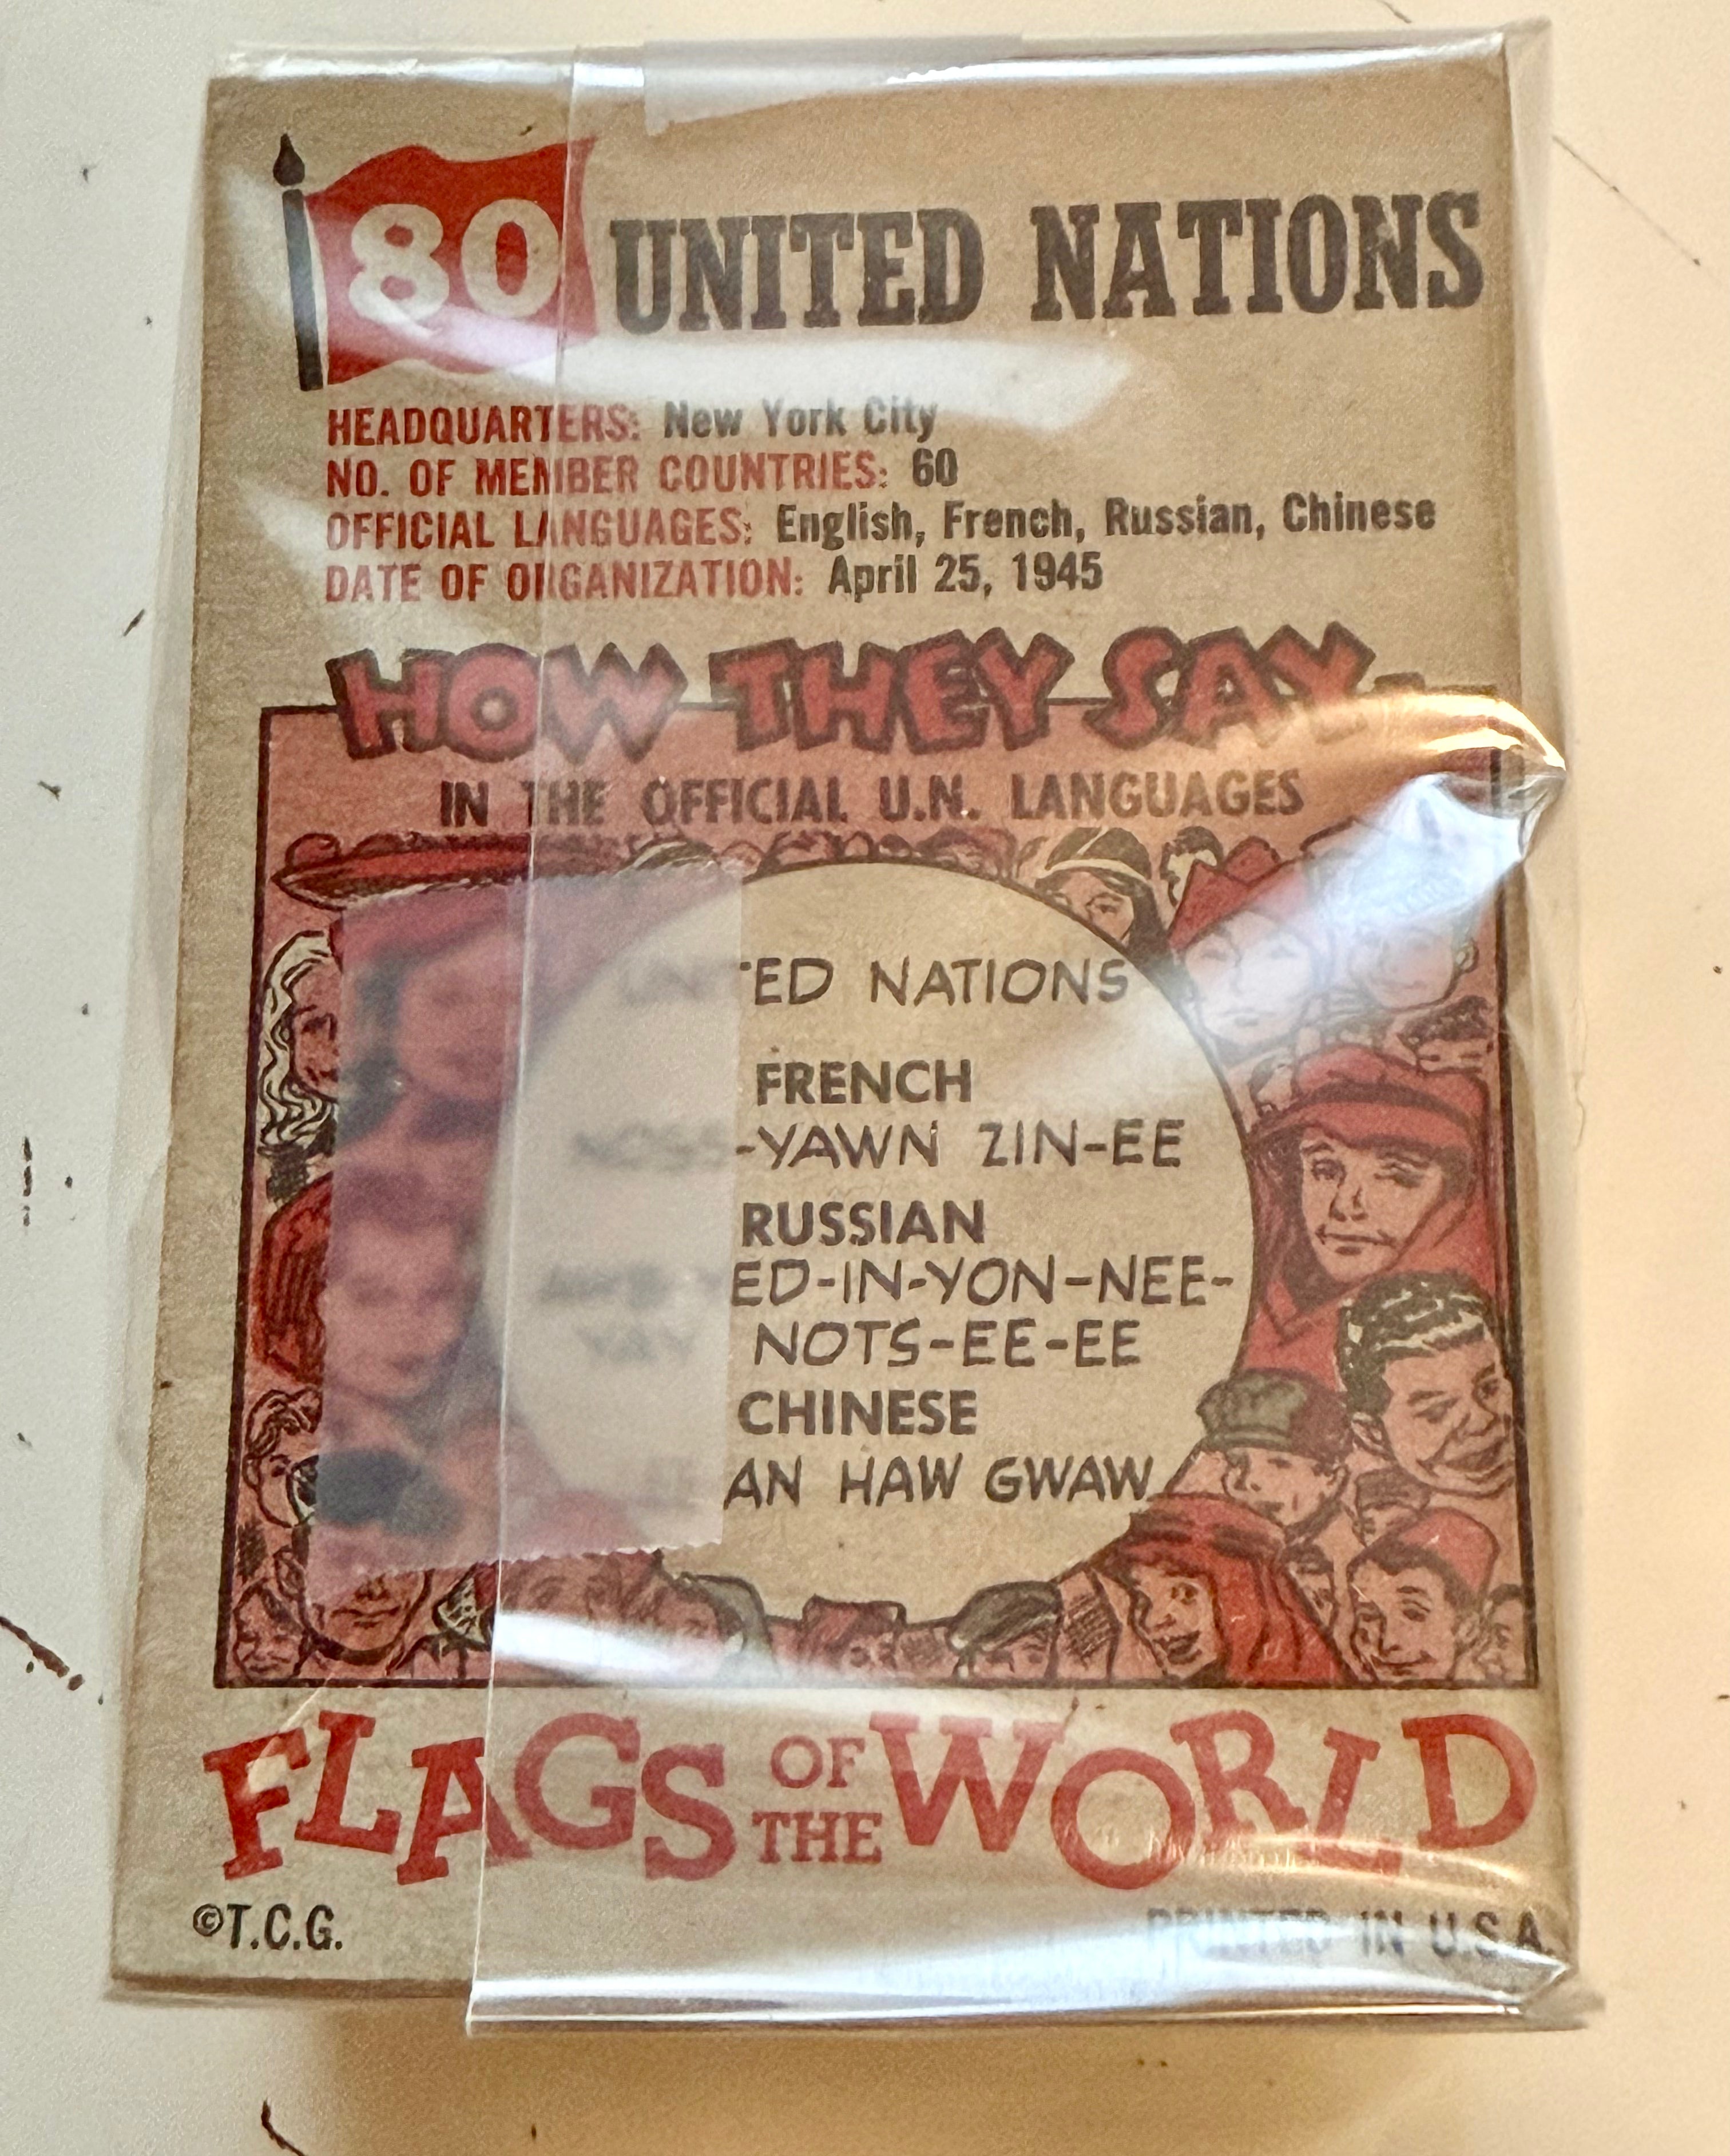 80 UNITED NATIONS
HEADQUARTERS: New York City
NO. OF MEMBER COUNTRIES: 60
OFFICIAL LANGUAGES: English, French, Russian, Chinese
DATE OF ORGANIZATION: April 25, 1945
HOW THEY SAY
IN THE OFFICIAL U.N. LANGUAGES
UNITED NATIONS
FRENCH
-YAWN ZIN-EE
RUSSIAN
ED-IN-YON-NEE-
YAY NOTS-EE-EE
CHINESE
AN HAW GWAW
FLAGS OF THE WORLD
©T.C.G.
PRINTED IN U.S.A.